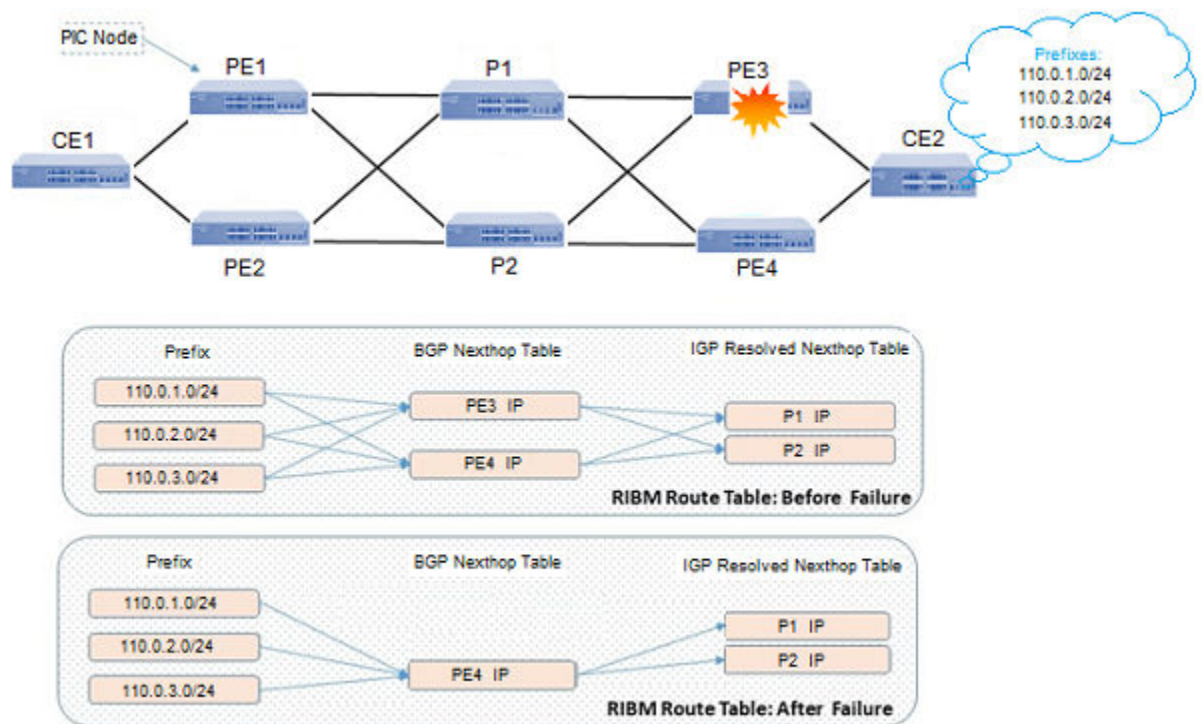 PIC Node
PE1
P1
PE3
Prefixes:
110.0.1.0/24
110.0.2.0/24
110.0.3.0/24
CE1
CE2
PE2
P2
PE4
Prefix
BGP Nexthop Table
IGP Resolved Nexthop Table
110.0.1.0/24
110.0.2.0/24
110.0.3.0/24
PE3 IP
PE4 IP
P1 IP
P2 IP
RIBM Route Table: Before Failure
Prefix
BGP Nexthop Table
IGP Resolved Nexthop Table
110.0.1.0/24
110.0.2.0/24
110.0.3.0/24
PE4 IP
P1 IP
P2 IP
RIBM Route Table: After Failure